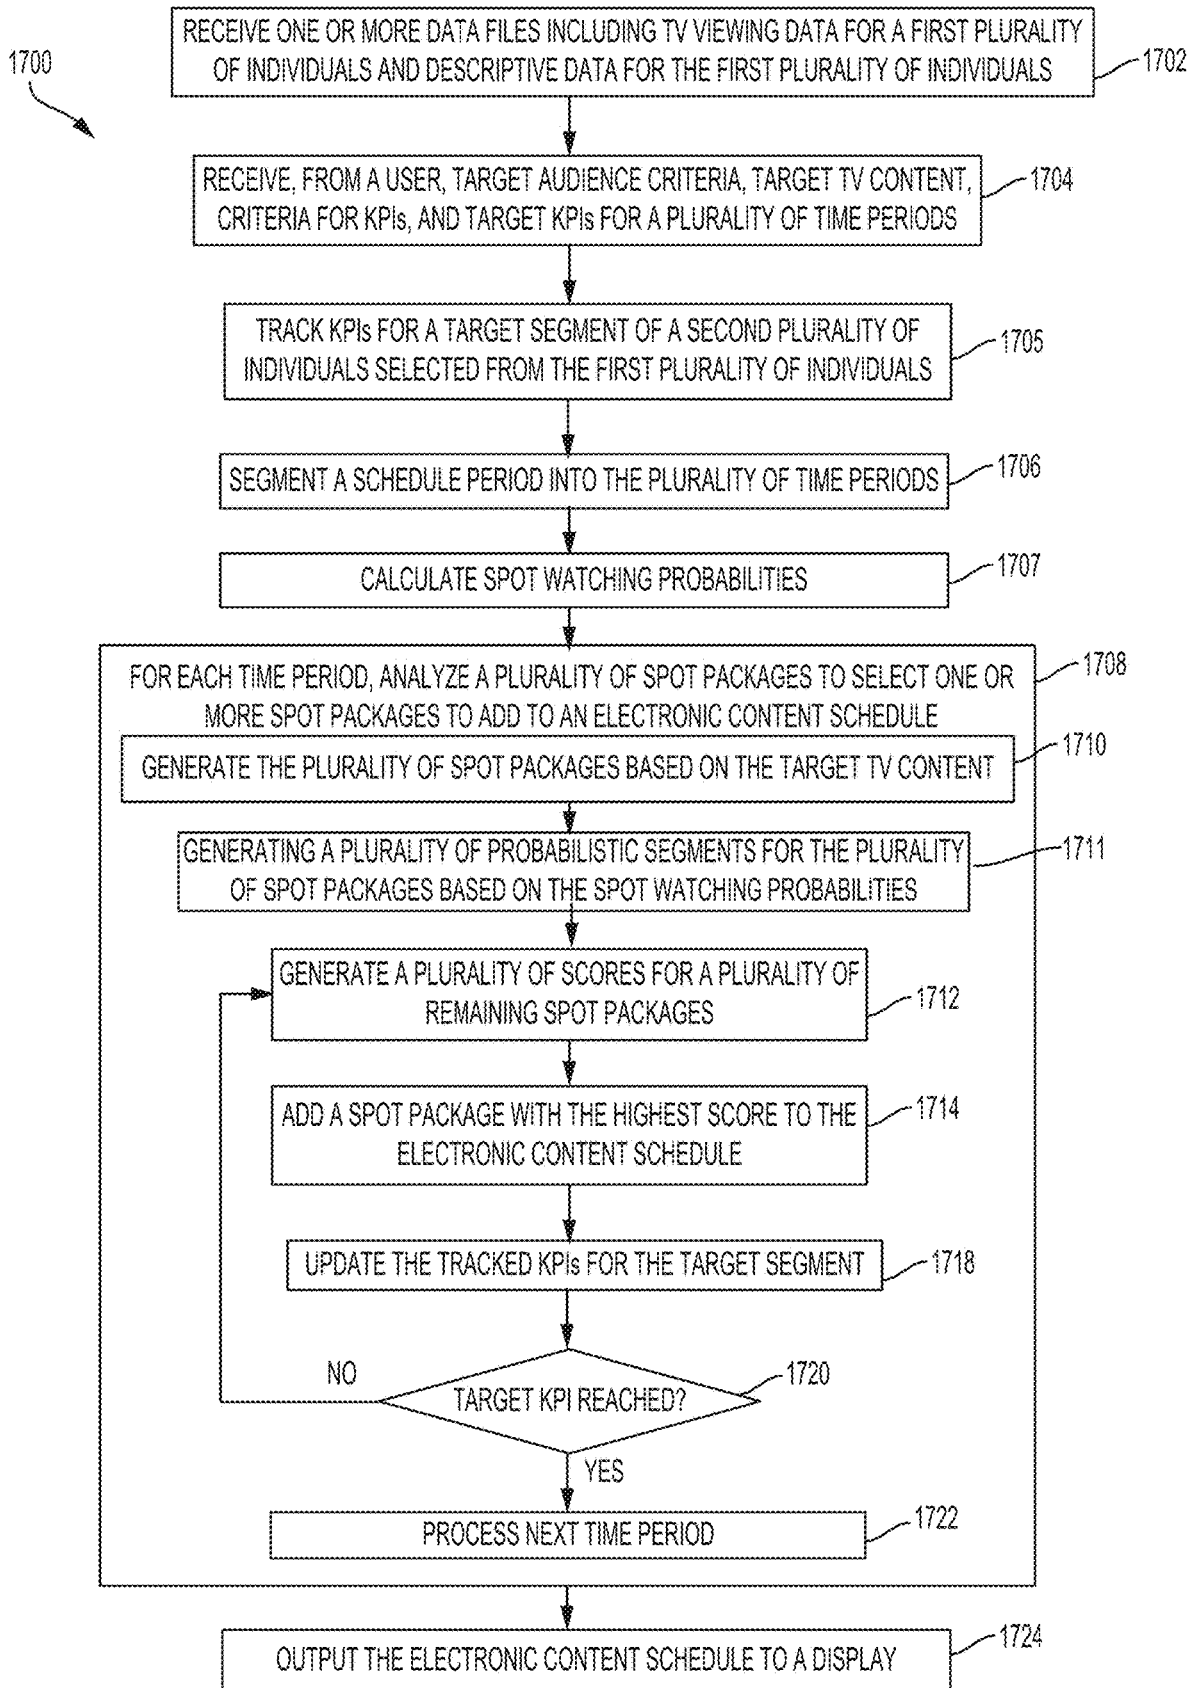 RECEIVE ONE OR MORE DATA FILES INCLUDING TV VIEWING DATA FOR A FIRST PLURALITY
OF INDIVIDUALS AND DESCRIPTIVE DATA FOR THE FIRST PLURALITY OF INDIVIDUALS
1702
1700
RECEIVE, FROM A USER, TARGET AUDIENCE CRITERIA, TARGET TV CONTENT,
CRITERIA FOR KPIs, AND TARGET KPIs FOR A PLURALITY OF TIME PERIODS
1704
TRACK KPIs FOR A TARGET SEGMENT OF A SECOND PLURALITY OF
INDIVIDUALS SELECTED FROM THE FIRST PLURALITY OF INDIVIDUALS
1705
SEGMENT A SCHEDULE PERIOD INTO THE PLURALITY OF TIME PERIODS
1706
CALCULATE SPOT WATCHING PROBABILITIES
1707
FOR EACH TIME PERIOD, ANALYZE A PLURALITY OF SPOT PACKAGES TO SELECT ONE OR
MORE SPOT PACKAGES TO ADD TO AN ELECTRONIC CONTENT SCHEDULE
1708
GENERATE THE PLURALITY OF SPOT PACKAGES BASED ON THE TARGET TV CONTENT
1710
GENERATING A PLURALITY OF PROBABILISTIC SEGMENTS FOR THE PLURALITY
OF SPOT PACKAGES BASED ON THE SPOT WATCHING PROBABILITIES
1711
GENERATE A PLURALITY OF SCORES FOR A PLURALITY OF
REMAINING SPOT PACKAGES
1712
ADD A SPOT PACKAGE WITH THE HIGHEST SCORE TO THE
ELECTRONIC CONTENT SCHEDULE
1714
UPDATE THE TRACKED KPIs FOR THE TARGET SEGMENT
1718
NO
TARGET KPI REACHED?
1720
YES
PROCESS NEXT TIME PERIOD
1722
OUTPUT THE ELECTRONIC CONTENT SCHEDULE TO A DISPLAY
1724